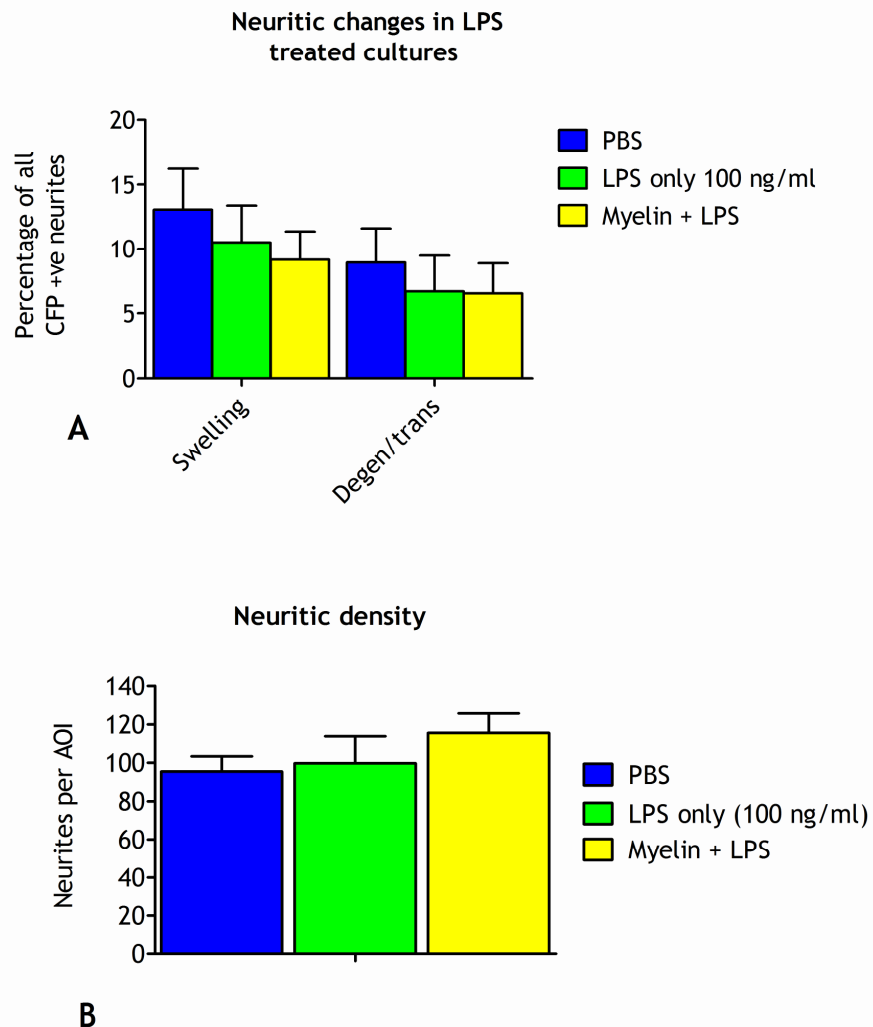 Neuritic changes in LPS
treated cultures
Percentage of all
CFP +ve neurites
20
15
10
5
0
Swelling
Degen/trans
PBS
LPS only 100 ng/ml
Myelin + LPS
A
Neuritic density
Neurites per AOI
140
120
100
80
60
40
20
0
PBS
LPS only (100 ng/ml)
Myelin + LPS
B